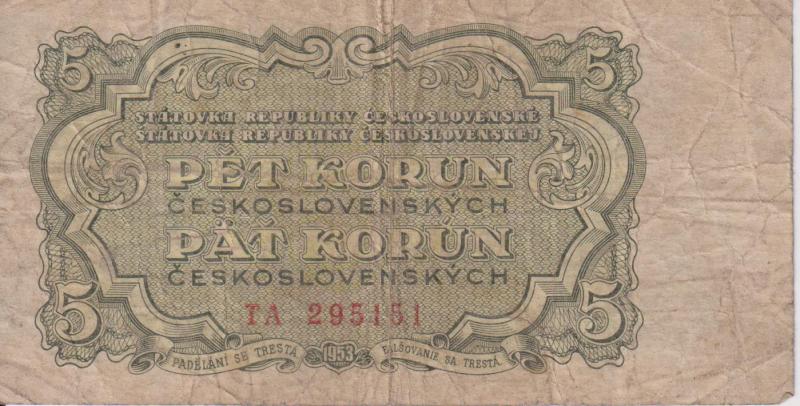 5 5
STÁTOVKA REPUBLIKY ČESKOSLOVENSKÉ
STÁTOVKA REPUBLIKY ČESKOSLOVENSKEJ
PĚT KORUN
ČESKOSLOVENSKÝCH
PÄŤ KORÚN
ČESKOSLOVENSKÝCH
5 5
TA 295151
PADĚLÁNÍ SE TRESTÁ 1953 FALŠOVANIE SA TRESTÁ